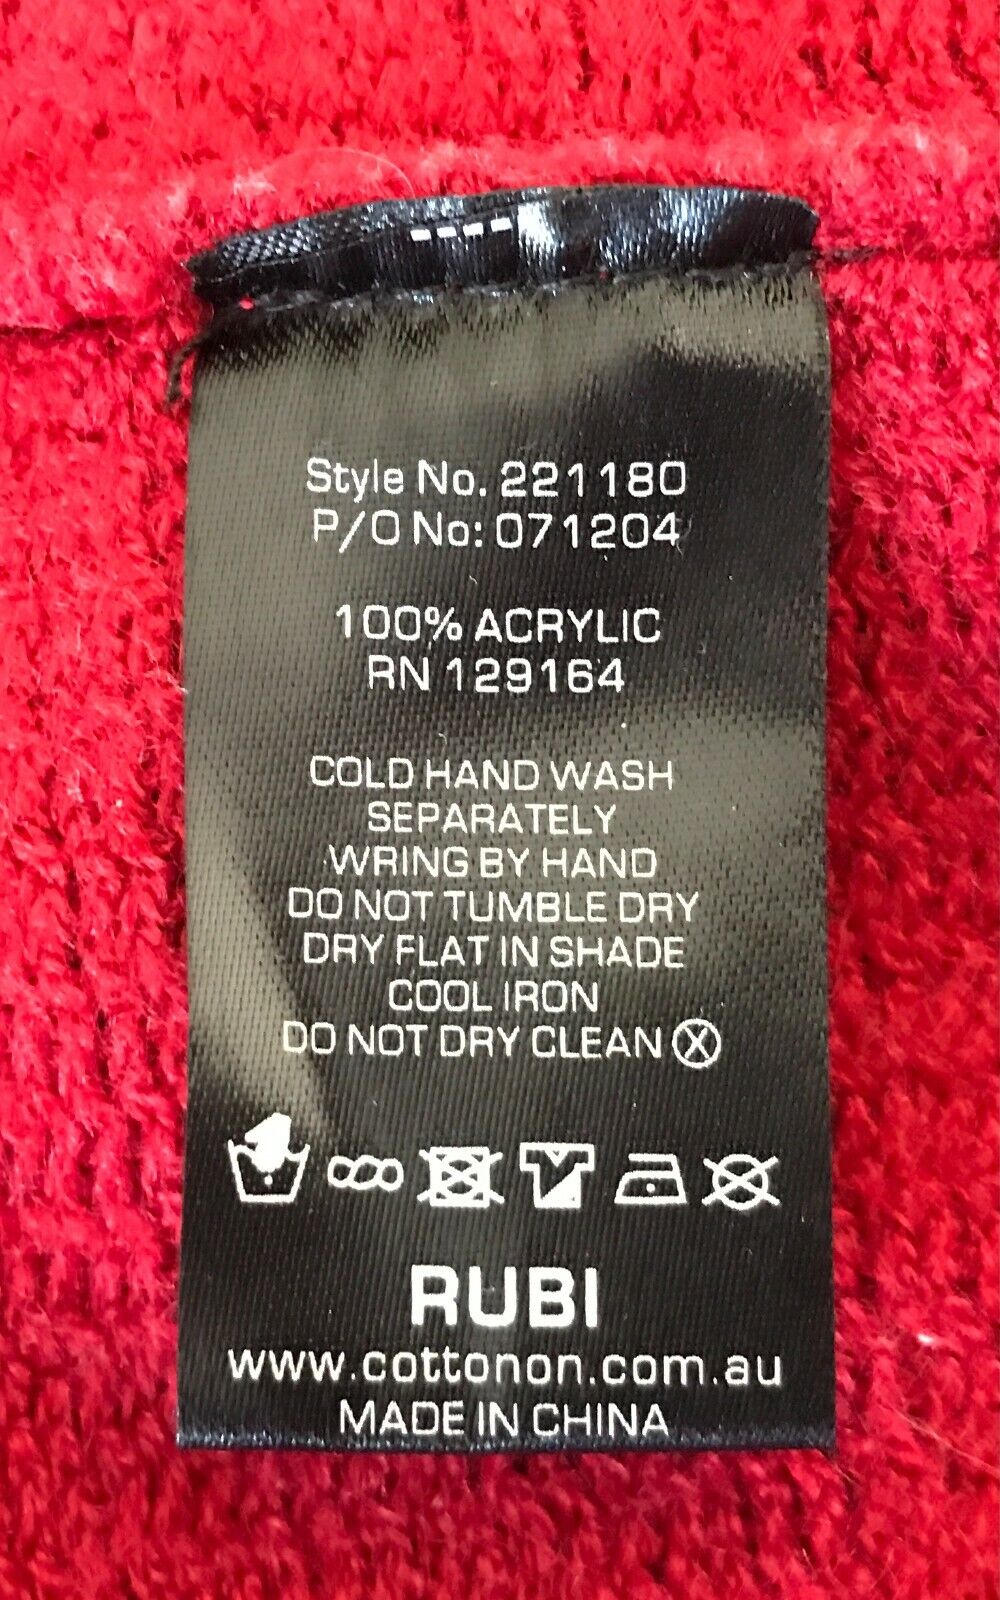 Style No. 221180
P/O No: 071204
100% ACRYLIC
RN 129164
COLD HAND WASH
SEPARATELY
WRING BY HAND
DO NOT TUMBLE DRY
DRY FLAT IN SHADE
COOL IRON
DO NOT DRY CLEAN Ⓧ
RUBI
www.cottonon.com.au
MADE IN CHINA